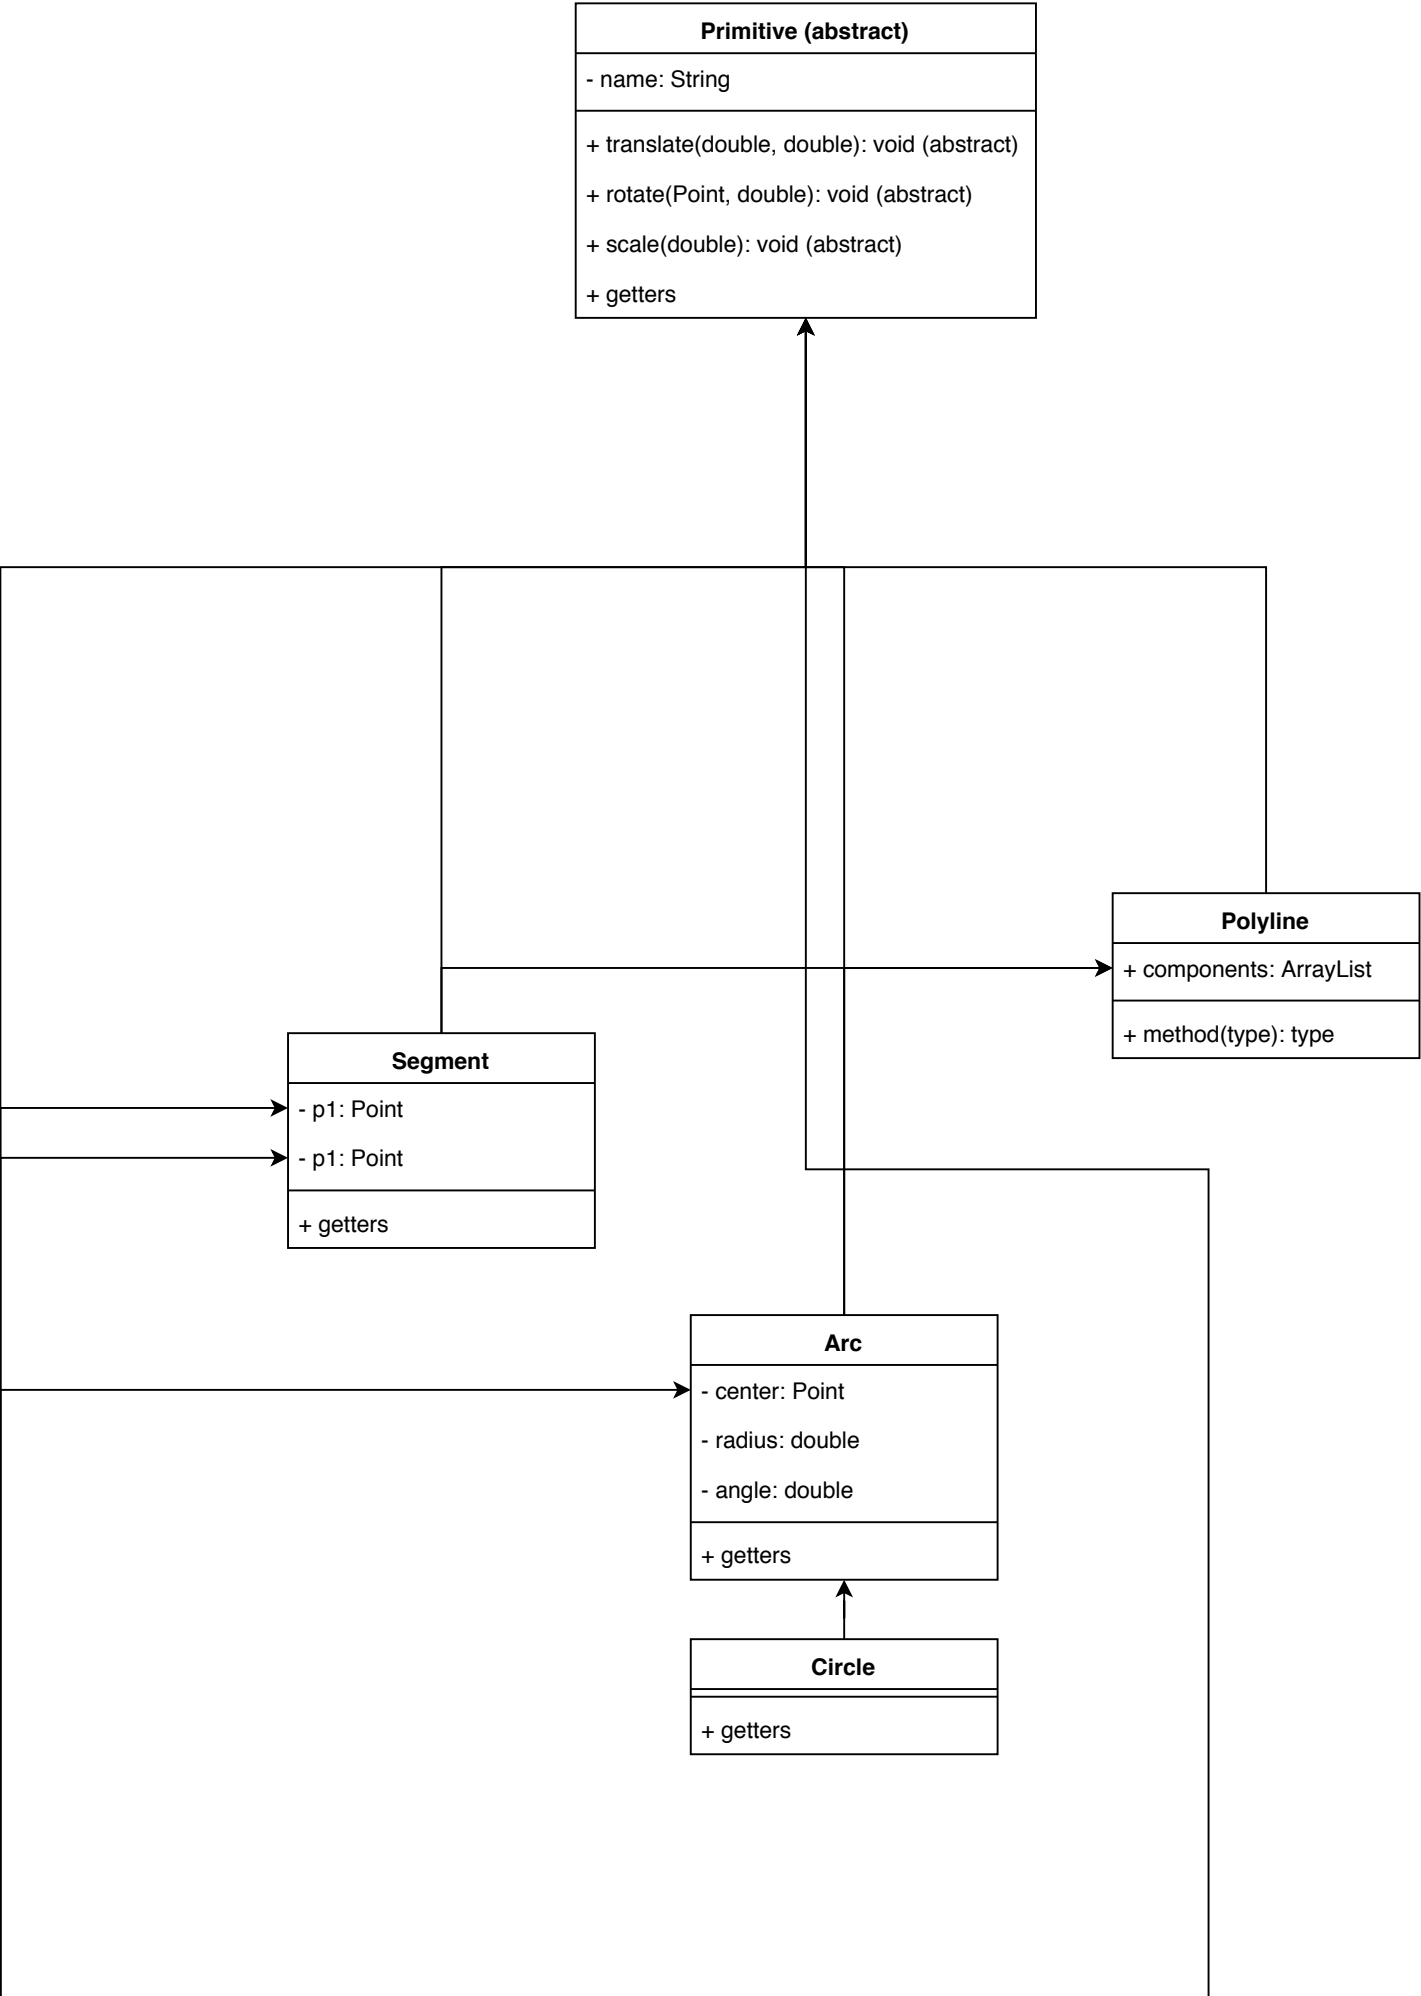 Primitive (abstract)
- name: String
+ translate(double, double): void (abstract)
+ rotate(Point, double): void (abstract)
+ scale(double): void (abstract)
+ getters
Polyline
+ components: ArrayList
+ method(type): type
Segment
- p1: Point
- p1: Point
+ getters
Arc
- center: Point
- radius: double
- angle: double
+ getters
Circle
+ getters